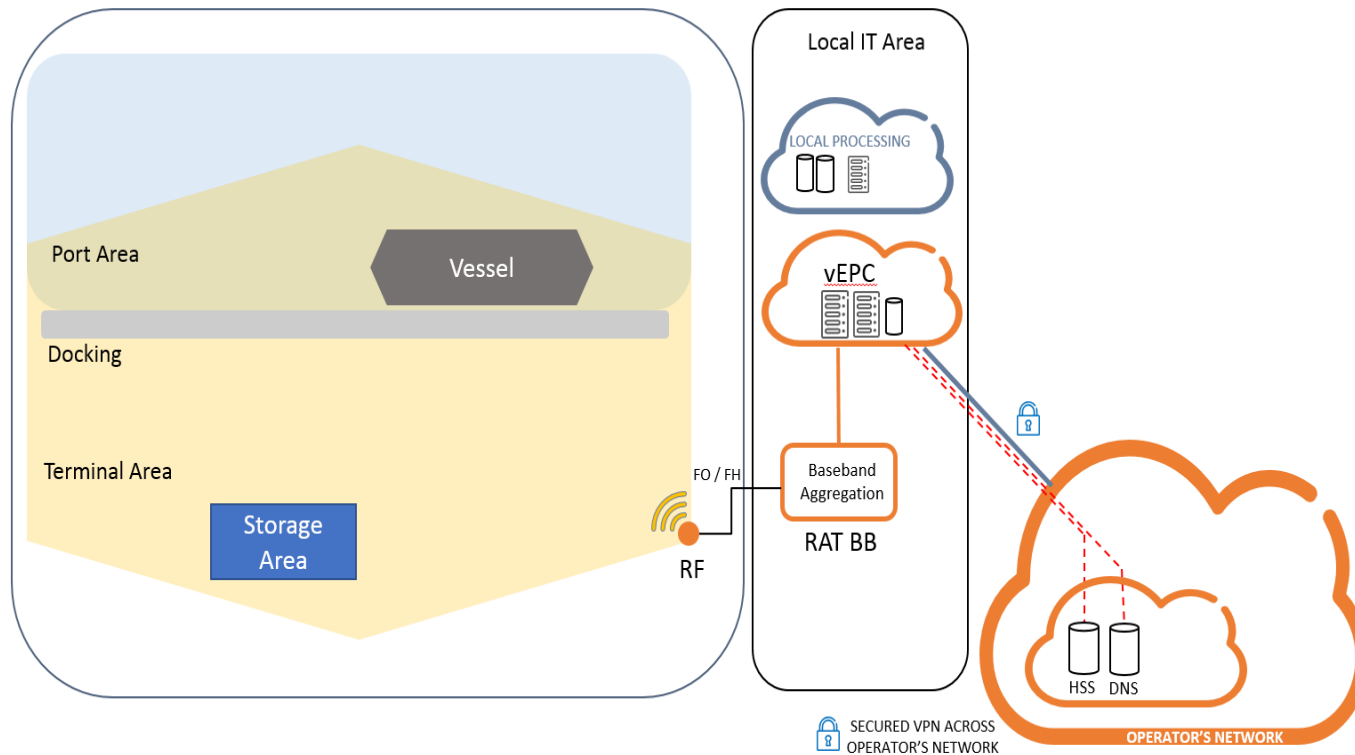 Port Area
Vessel
Docking
Terminal Area
Storage
Area
RF
FO / FH
Local IT Area
LOCAL PROCESSING
vEPC
Baseband
Aggregation
RAT BB
HSS
DNS
OPERATOR'S NETWORK
SECURED VPN ACROSS
OPERATOR'S NETWORK